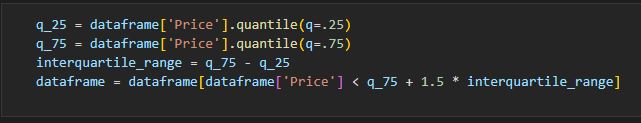 q_25 = dataframe['Price'].quantile(q=.25)
q_75 = dataframe['Price'].quantile(q=.75)
interquartile_range = q_75 - q_25
dataframe = dataframe[dataframe['Price'] < q_75 + 1.5 * interquartile_range]